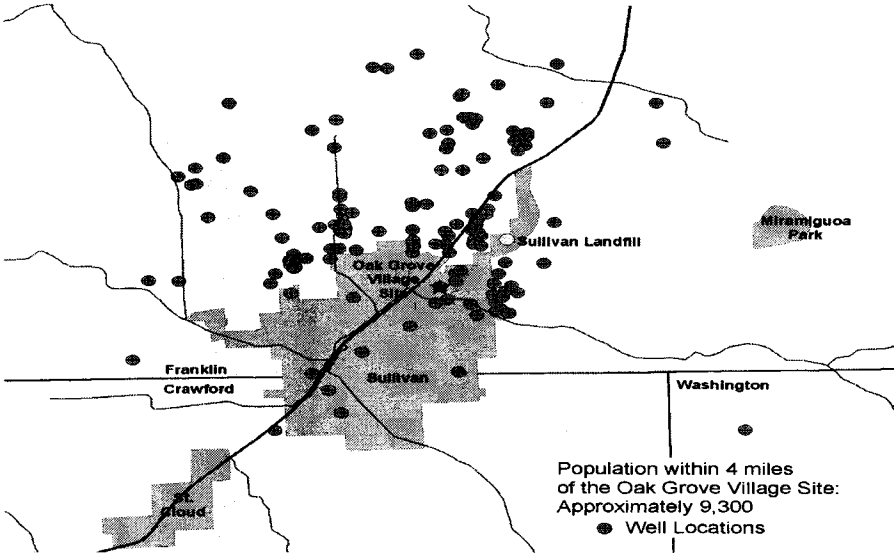 Miramiguoa
Park
Sullivan Landfill
Oak Grove
Village
Site
Franklin
Crawford
Sullivan
Washington
St.
Cloud
Population within 4 miles
of the Oak Grove Village Site:
Approximately 9,300
Well Locations